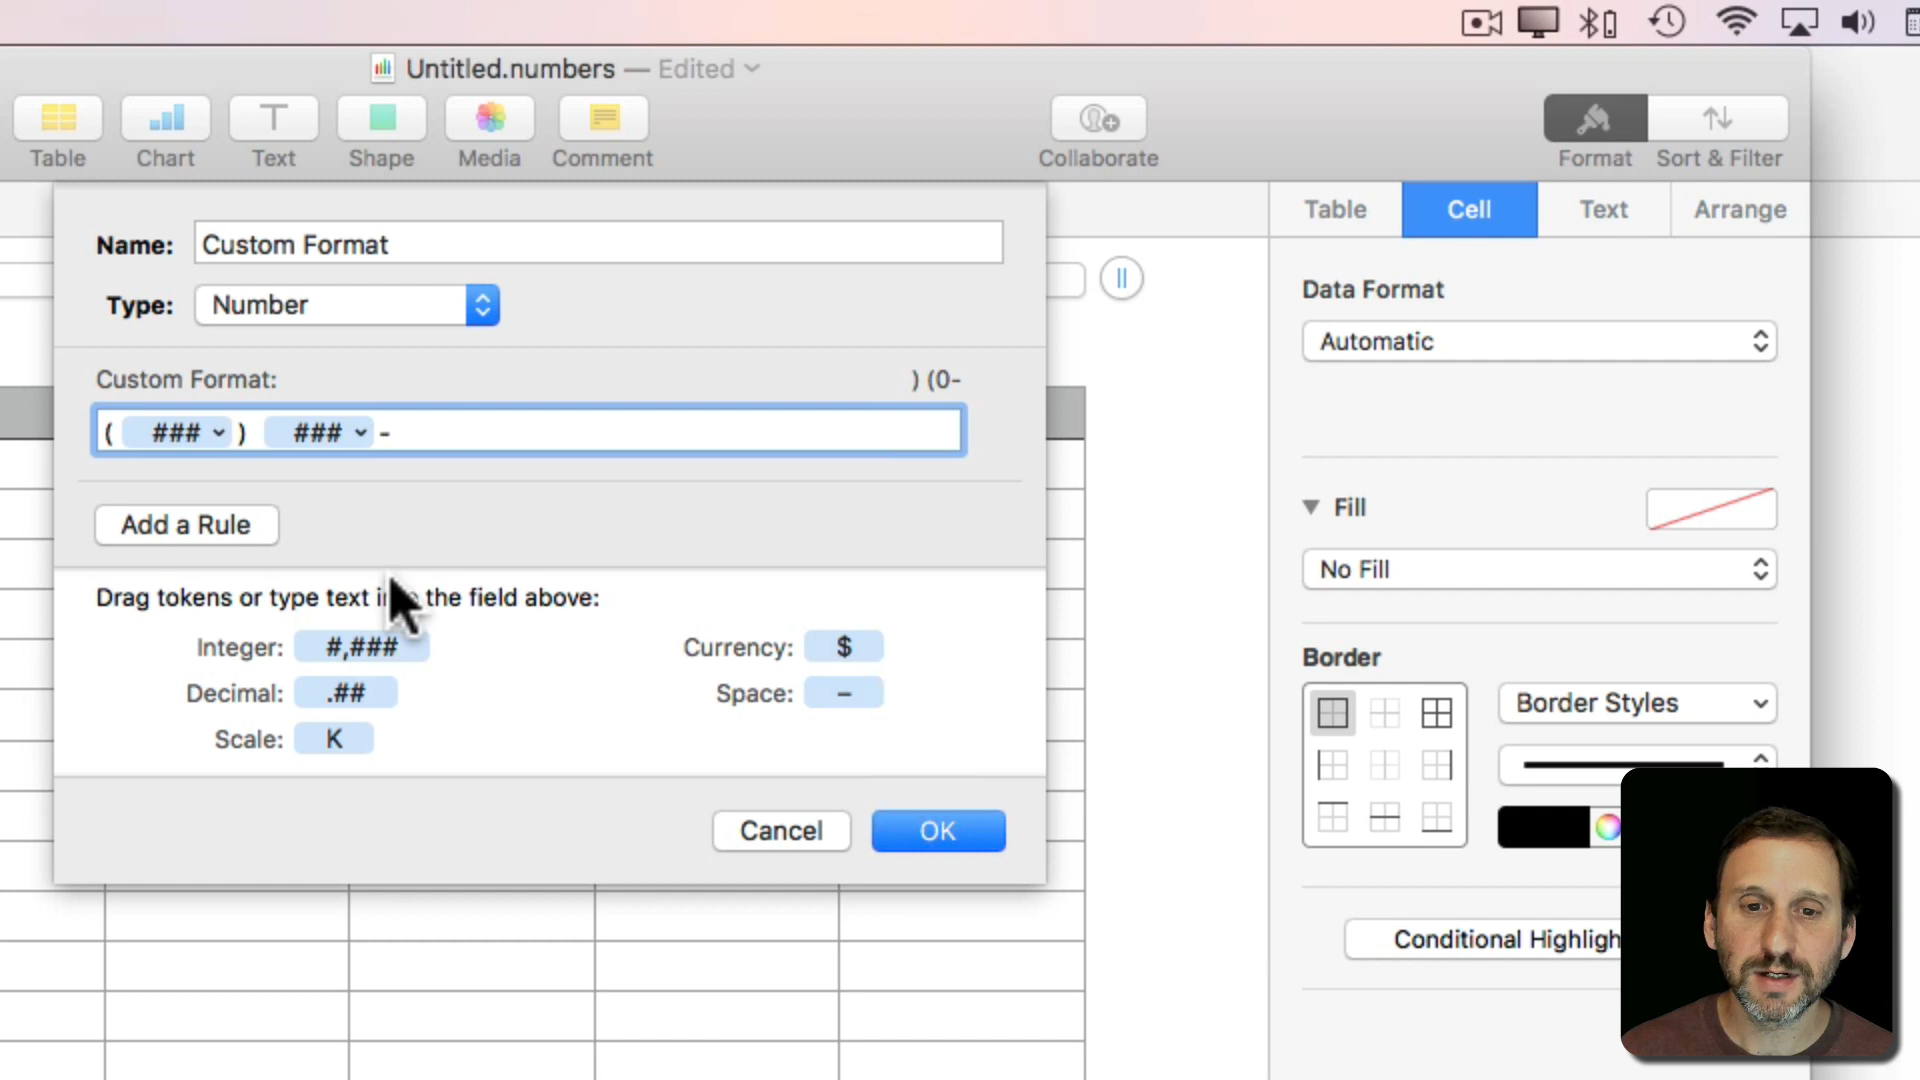 Untitled.numbers — Edited
Table
Chart
Text
Shape
Media
Comment
Collaborate
Format
Sort & Filter
Name: Custom Format
Type: Number
Custom Format: ) (0-
( ### ) ### -
Add a Rule
Drag tokens or type text the field above:
Integer: #,###
Currency: $
Decimal: .##
Space: –
Scale: K
Cancel
OK
Table
Cell
Text
Arrange
Data Format
Automatic
Fill
No Fill
Border
Border Styles
Conditional Highligh